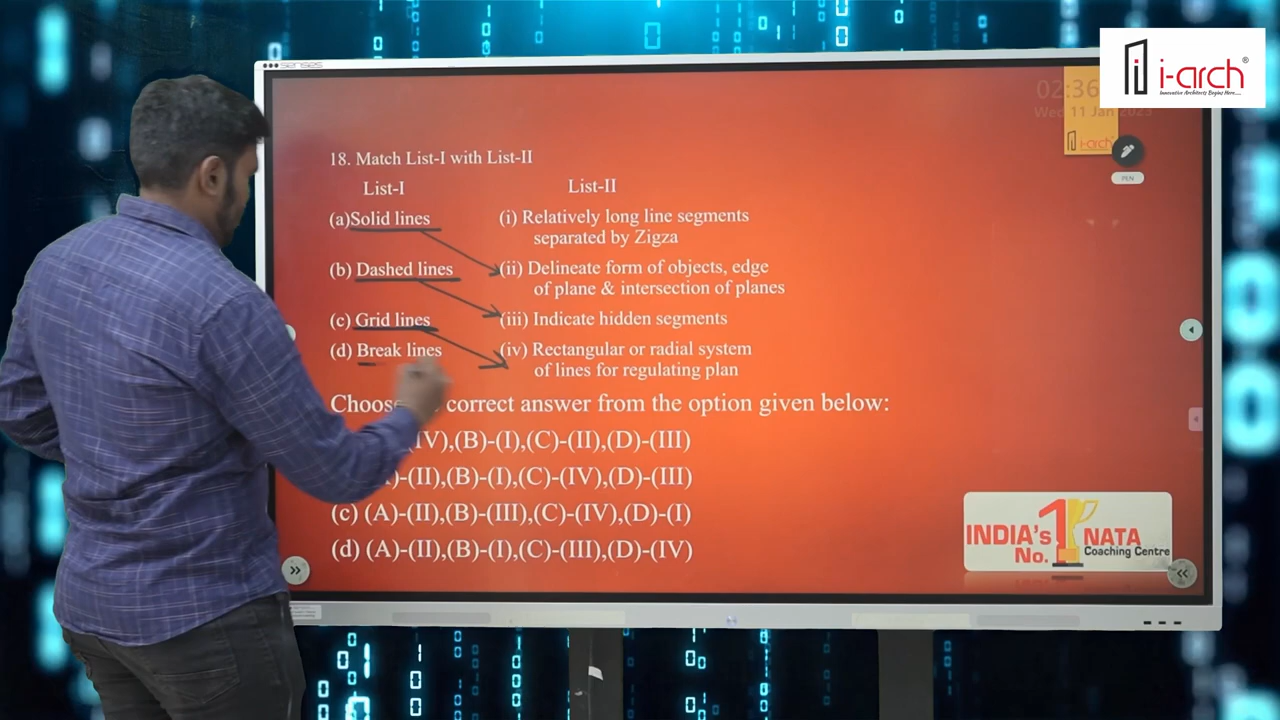 i-arch®
Innovative Architects Begins Here....
senses
02:36
Wed 11 Jan 2023
i-arch
PEN
18. Match List-I with List-II
List-I List-II
(a)Solid lines (i) Relatively long line segments
separated by Zigza
(b) Dashed lines (ii) Delineate form of objects, edge
of plane & intersection of planes
(c) Grid lines (iii) Indicate hidden segments
(d) Break lines (iv) Rectangular or radial system
of lines for regulating plan
Choose correct answer from the option given below:
IV),(B)-(I),(C)-(II),(D)-(III)
)-(II),(B)-(I),(C)-(IV),(D)-(III)
(c) (A)-(II),(B)-(III),(C)-(IV),(D)-(I)
(d) (A)-(II),(B)-(I),(C)-(III),(D)-(IV)
INDIA's No. 1 NATA
Coaching Centre